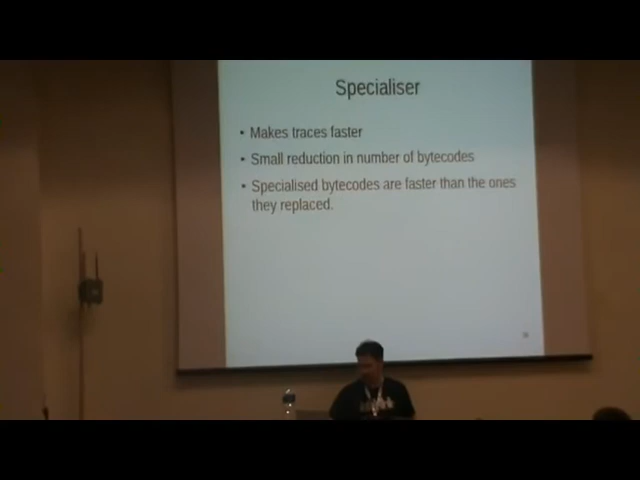 Specialiser
• Makes traces faster
• Small reduction in number of bytecodes
• Specialised bytecodes are faster than the ones
they replaced.